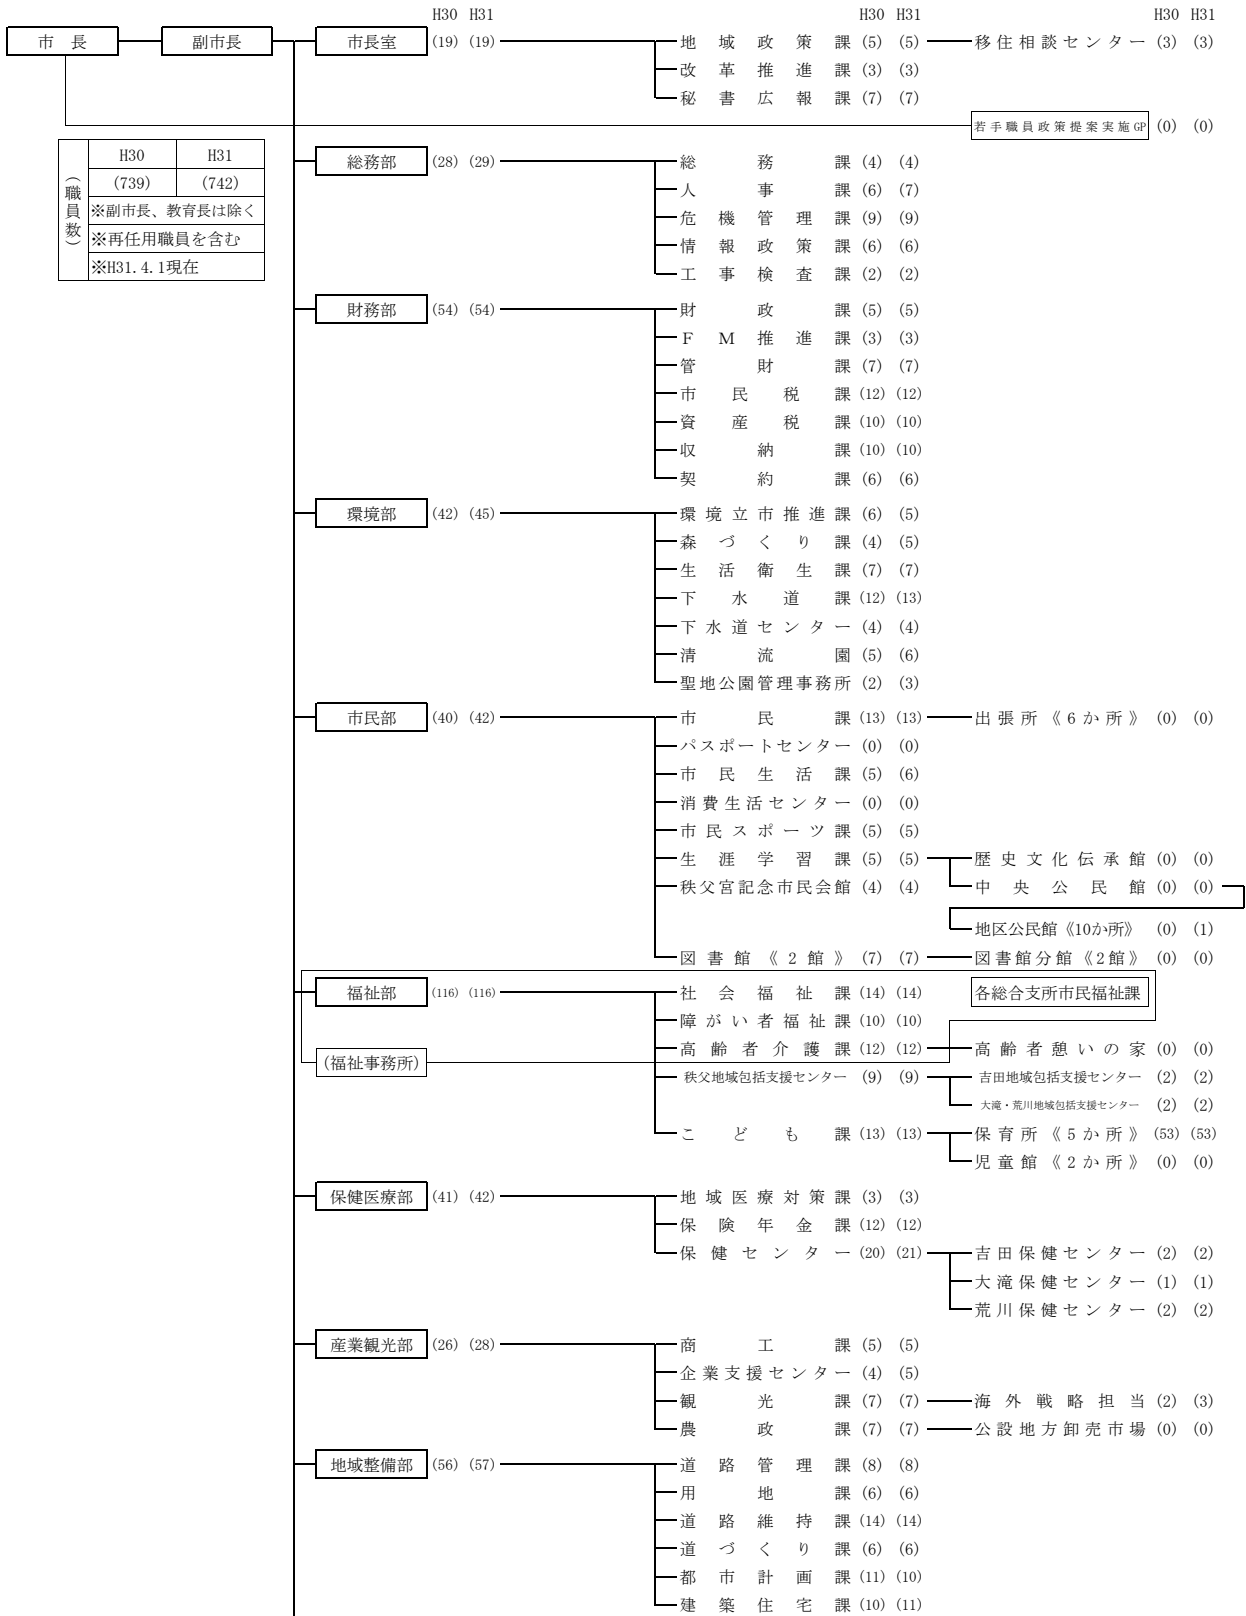 H30 H31 H30 H31 H30 H31
市長 副市長 市長室 (19) (19) 地域政策課 (5) (5) 移住相談センター (3) (3)
改革推進課 (3) (3)
秘書広報課 (7) (7)
若手職員政策提案実施GP (0) (0)
(職員数) H30 H31
(739) (742)
※副市長、教育長は除く
※再任用職員を含む
※H31.4.1現在
総務部 (28) (29) 総務課 (4) (4)
人事課 (6) (7)
危機管理課 (9) (9)
情報政策課 (6) (6)
工事検査課 (2) (2)
財務部 (54) (54) 財政課 (5) (5)
FM推進課 (3) (3)
管財課 (7) (7)
市民税課 (12) (12)
資産税課 (10) (10)
収納課 (10) (10)
契約課 (6) (6)
環境部 (42) (45) 環境立市推進課 (6) (5)
森づくり課 (4) (5)
生活衛生課 (7) (7)
下水道課 (12) (13)
下水道センター (4) (4)
清流園 (5) (6)
聖地公園管理事務所 (2) (3)
市民部 (40) (42) 市民課 (13) (13) 出張所《6か所》 (0) (0)
パスポートセンター (0) (0)
市民生活課 (5) (6)
消費生活センター (0) (0)
市民スポーツ課 (5) (5)
生涯学習課 (5) (5) 歴史文化伝承館 (0) (0)
秩父宮記念市民会館 (4) (4) 中央公民館 (0) (0)
地区公民館《10か所》 (0) (1)
図書館《2館》 (7) (7) 図書館分館《2館》 (0) (0)
福祉部 (116) (116) 社会福祉課 (14) (14) 各総合支所市民福祉課
障がい者福祉課 (10) (10)
高齢者介護課 (12) (12) 高齢者憩いの家 (0) (0)
(福祉事務所)
秩父地域包括支援センター (9) (9) 吉田地域包括支援センター (2) (2)
大滝・荒川地域包括支援センター (2) (2)
こども課 (13) (13) 保育所《5か所》 (53) (53)
児童館《2か所》 (0) (0)
保健医療部 (41) (42) 地域医療対策課 (3) (3)
保険年金課 (12) (12)
保健センター (20) (21) 吉田保健センター (2) (2)
大滝保健センター (1) (1)
荒川保健センター (2) (2)
産業観光部 (26) (28) 商工課 (5) (5)
企業支援センター (4) (5)
観光課 (7) (7) 海外戦略担当 (2) (3)
農政課 (7) (7) 公設地方卸売市場 (0) (0)
地域整備部 (56) (57) 道路管理課 (8) (8)
用地課 (6) (6)
道路維持課 (14) (14)
道づくり課 (6) (6)
都市計画課 (11) (10)
建築住宅課 (10) (11)